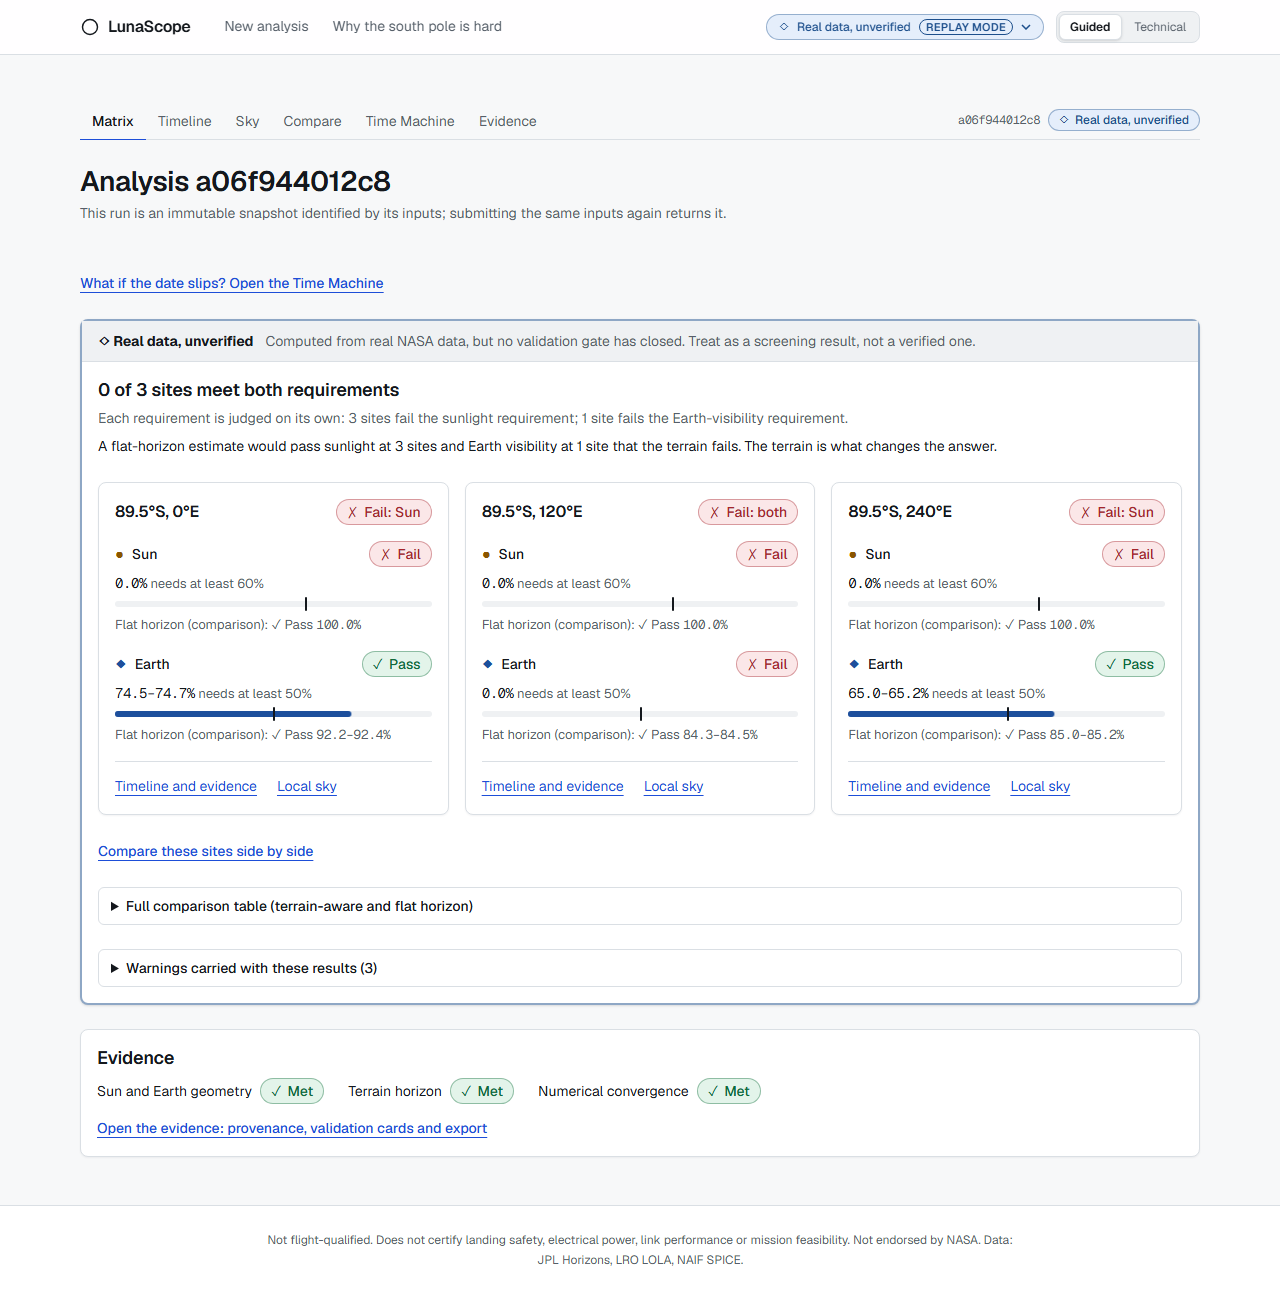 LunaScope
New analysis
Why the south pole is hard
◇ Real data, unverified REPLAY MODE
Guided
Technical
Matrix
Timeline
Sky
Compare
Time Machine
Evidence
a06f944012c8
◇ Real data, unverified
Analysis a06f944012c8
This run is an immutable snapshot identified by its inputs; submitting the same inputs again returns it.
What if the date slips? Open the Time Machine
◇ Real data, unverified Computed from real NASA data, but no validation gate has closed. Treat as a screening result, not a verified one.
0 of 3 sites meet both requirements
Each requirement is judged on its own: 3 sites fail the sunlight requirement; 1 site fails the Earth-visibility requirement.
A flat-horizon estimate would pass sunlight at 3 sites and Earth visibility at 1 site that the terrain fails. The terrain is what changes the answer.
89.5°S, 0°E
✗ Fail: Sun
● Sun
✗ Fail
0.0% needs at least 60%
Flat horizon (comparison): ✓ Pass 100.0%
◆ Earth
✓ Pass
74.5–74.7% needs at least 50%
Flat horizon (comparison): ✓ Pass 92.2–92.4%
Timeline and evidence
Local sky
89.5°S, 120°E
✗ Fail: both
● Sun
✗ Fail
0.0% needs at least 60%
Flat horizon (comparison): ✓ Pass 100.0%
◆ Earth
✗ Fail
0.0% needs at least 50%
Flat horizon (comparison): ✓ Pass 84.3–84.5%
Timeline and evidence
Local sky
89.5°S, 240°E
✗ Fail: Sun
● Sun
✗ Fail
0.0% needs at least 60%
Flat horizon (comparison): ✓ Pass 100.0%
◆ Earth
✓ Pass
65.0–65.2% needs at least 50%
Flat horizon (comparison): ✓ Pass 85.0–85.2%
Timeline and evidence
Local sky
Compare these sites side by side
▶ Full comparison table (terrain-aware and flat horizon)
▶ Warnings carried with these results (3)
Evidence
Sun and Earth geometry ✓ Met
Terrain horizon ✓ Met
Numerical convergence ✓ Met
Open the evidence: provenance, validation cards and export
Not flight-qualified. Does not certify landing safety, electrical power, link performance or mission feasibility. Not endorsed by NASA. Data:
JPL Horizons, LRO LOLA, NAIF SPICE.